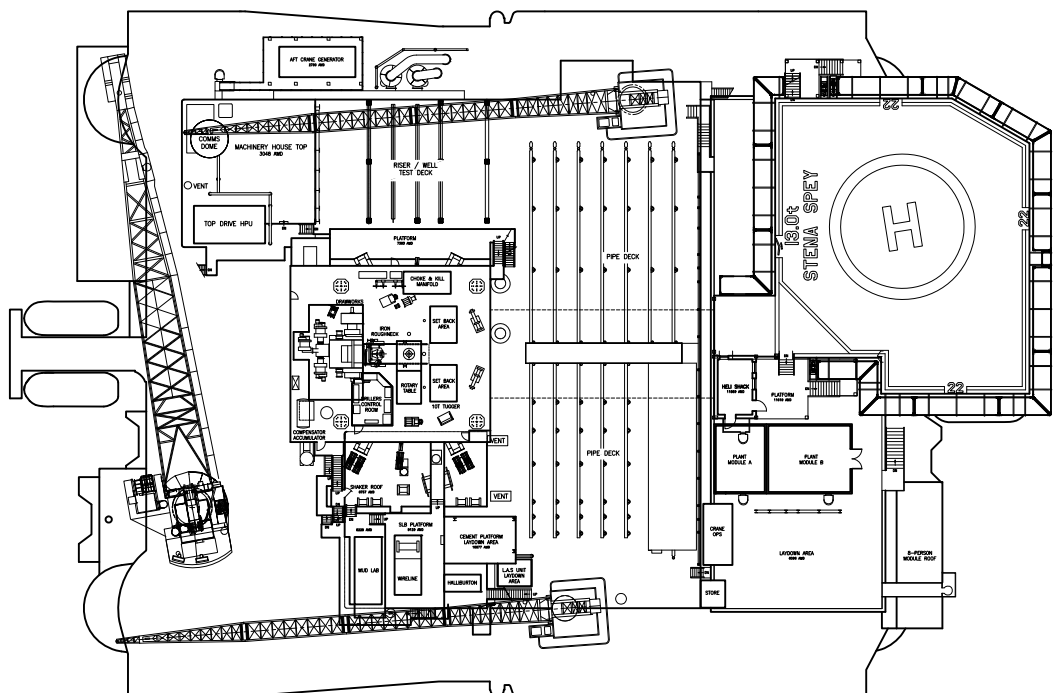 AFT CRANE GENERATOR
COMMS
DOME
MACHINERY HOUSE TOP
3048 AMD
VENT
TOP DRIVE HPU
RISER / WELL
TEST DECK
PLATFORM
CHOKE & KILL
MANIFOLD
DRAWWORKS
IRON
ROUGHNECK
SET BACK
AREA
SET BACK
AREA
ROTARY
TABLE
DRILLERS
CONTROL
ROOM
10T TUGGER
COMPENSATOR
ACCUMULATOR
VENT
VENT
SHAKER ROOF
SLB PLATFORM
CEMENT PLATFORM
LAYDOWN AREA
MUD LAB
WIRELINE
HALLIBURTON
L.A.S UNIT
LAYDOWN
AREA
PIPE DECK
PIPE DECK
22
22
22
H
13.0t
STENA SPEY
HELI SHACK
PLATFORM
PLANT
MODULE A
PLANT
MODULE B
CRANE
OPS
STORE
LAYDOWN AREA
8-PERSON
MODULE ROOF